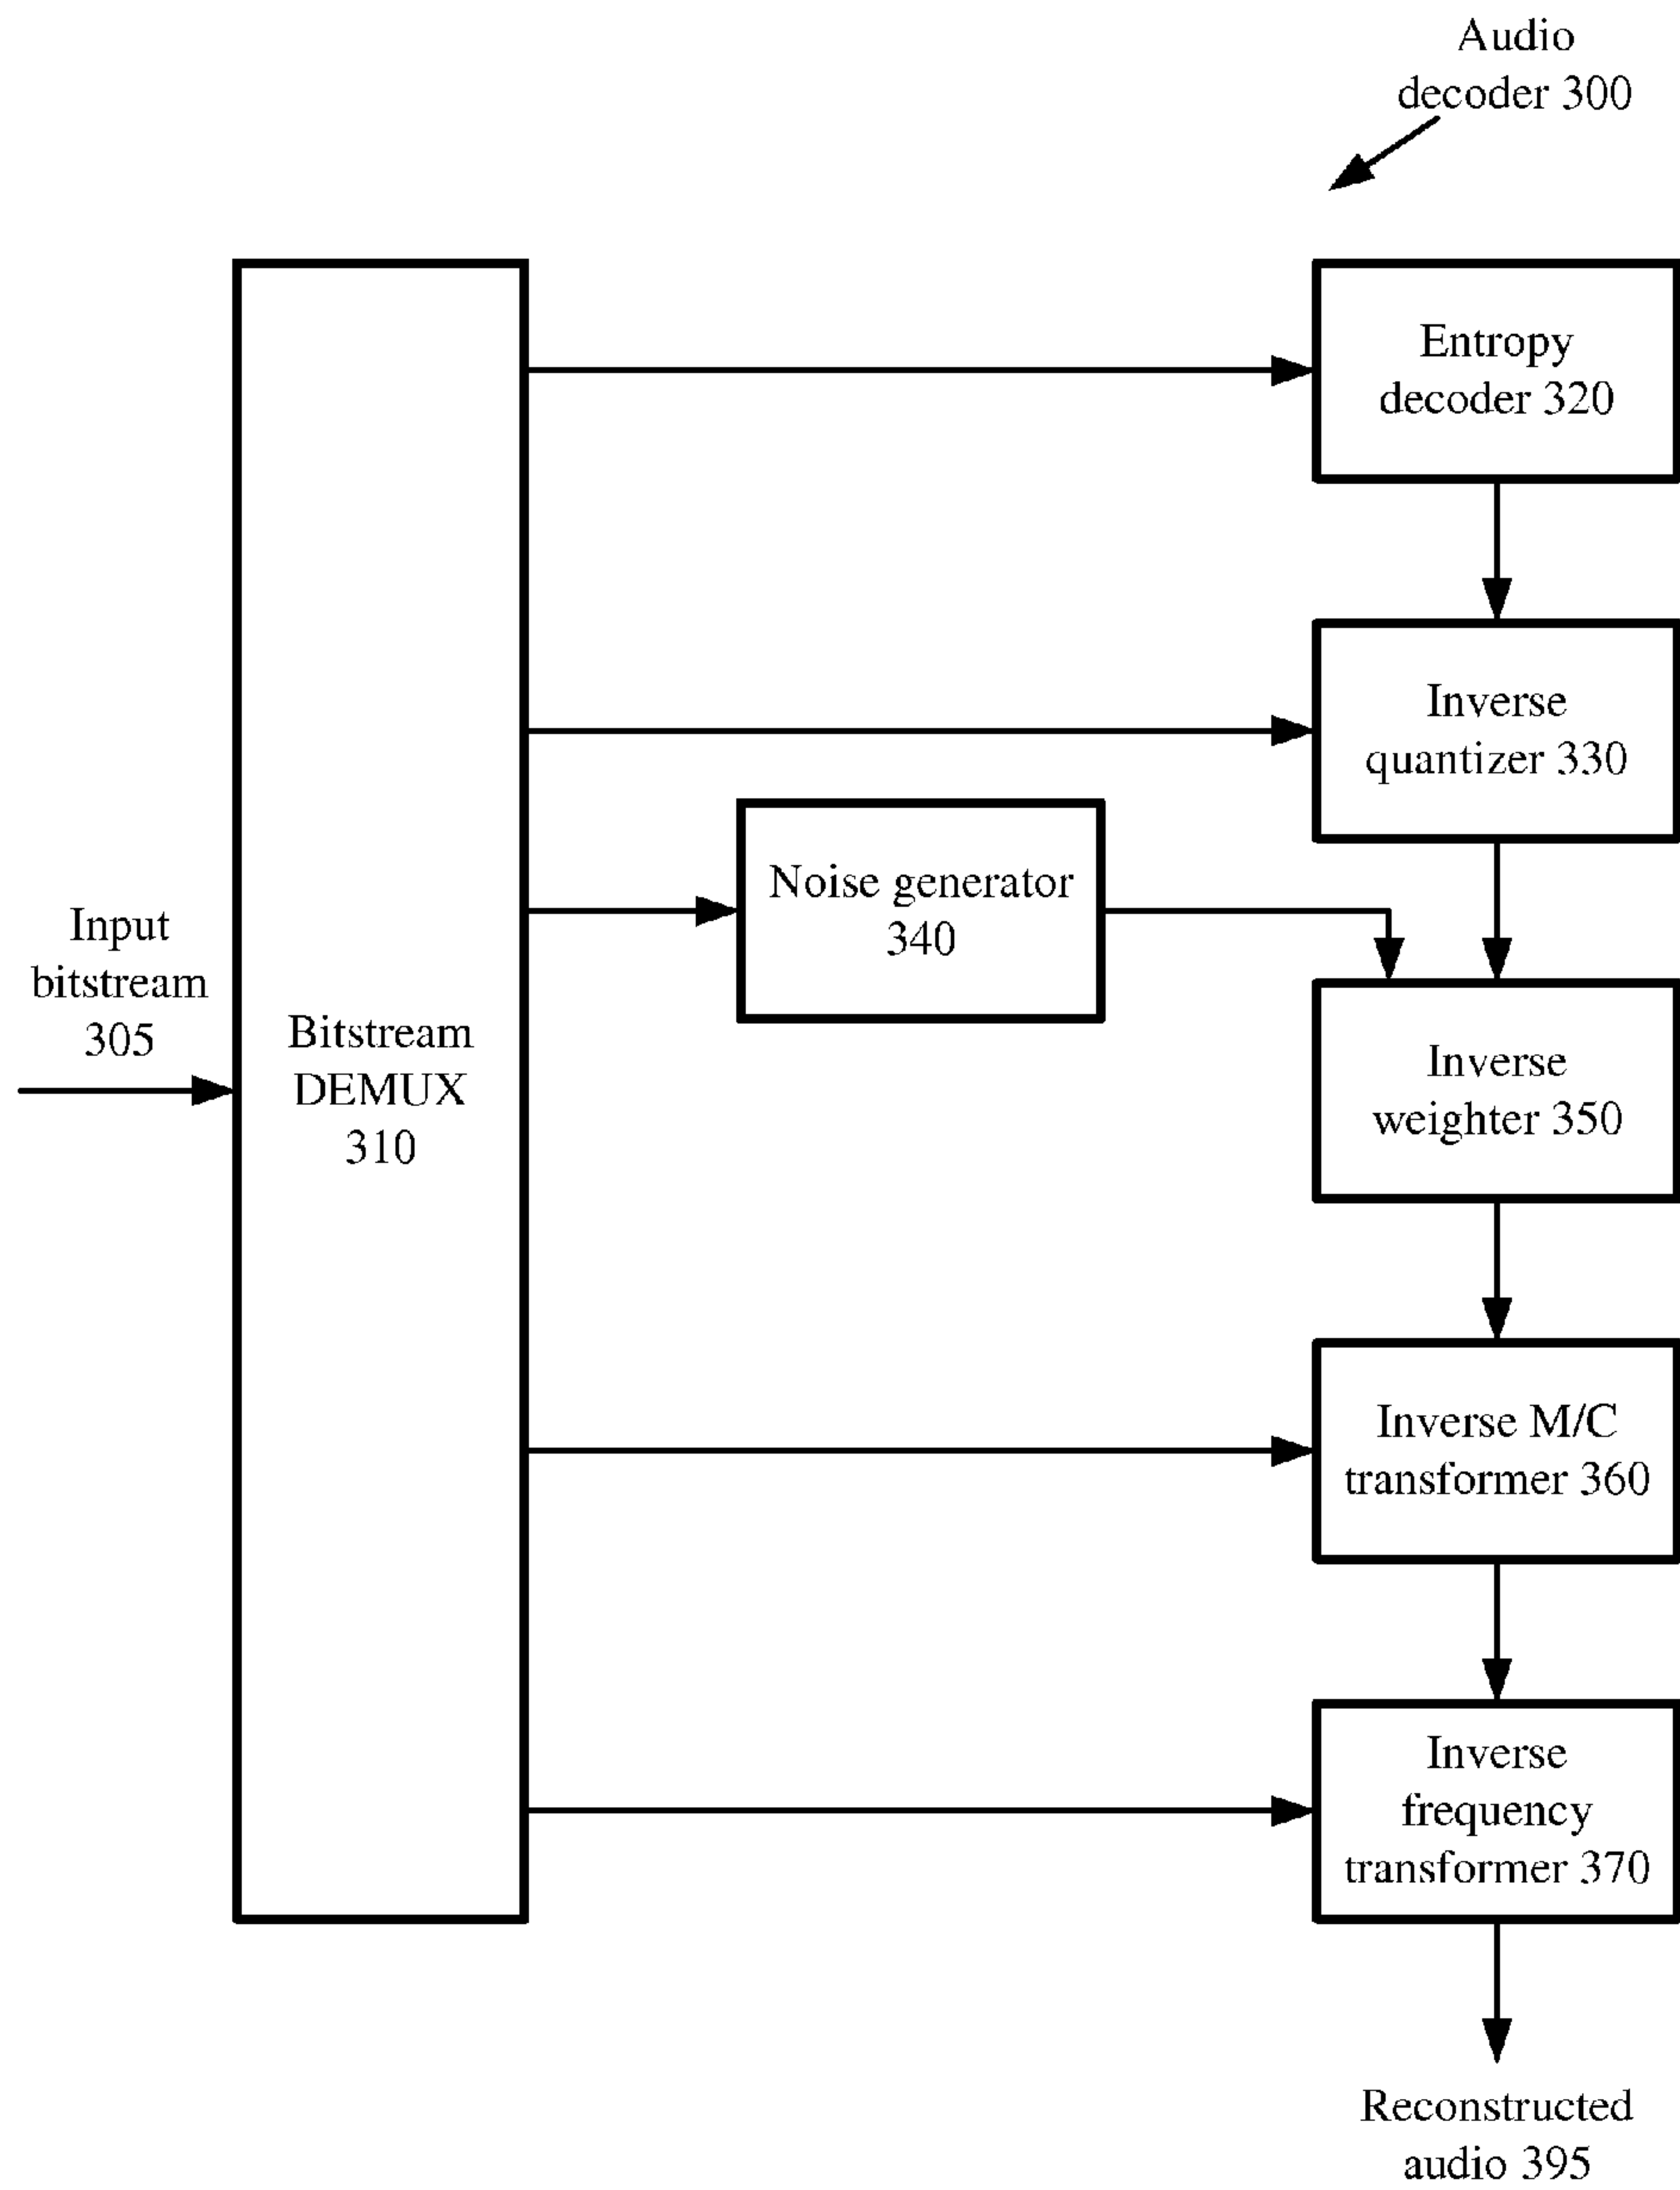 Audio
decoder 300
Entropy
decoder 320
Inverse
quantizer 330
Noise generator
340
Input
bitstream
305
Bitstream
DEMUX
310
Inverse
weighter 350
Inverse M/C
transformer 360
Inverse
frequency
transformer 370
Reconstructed
audio 395